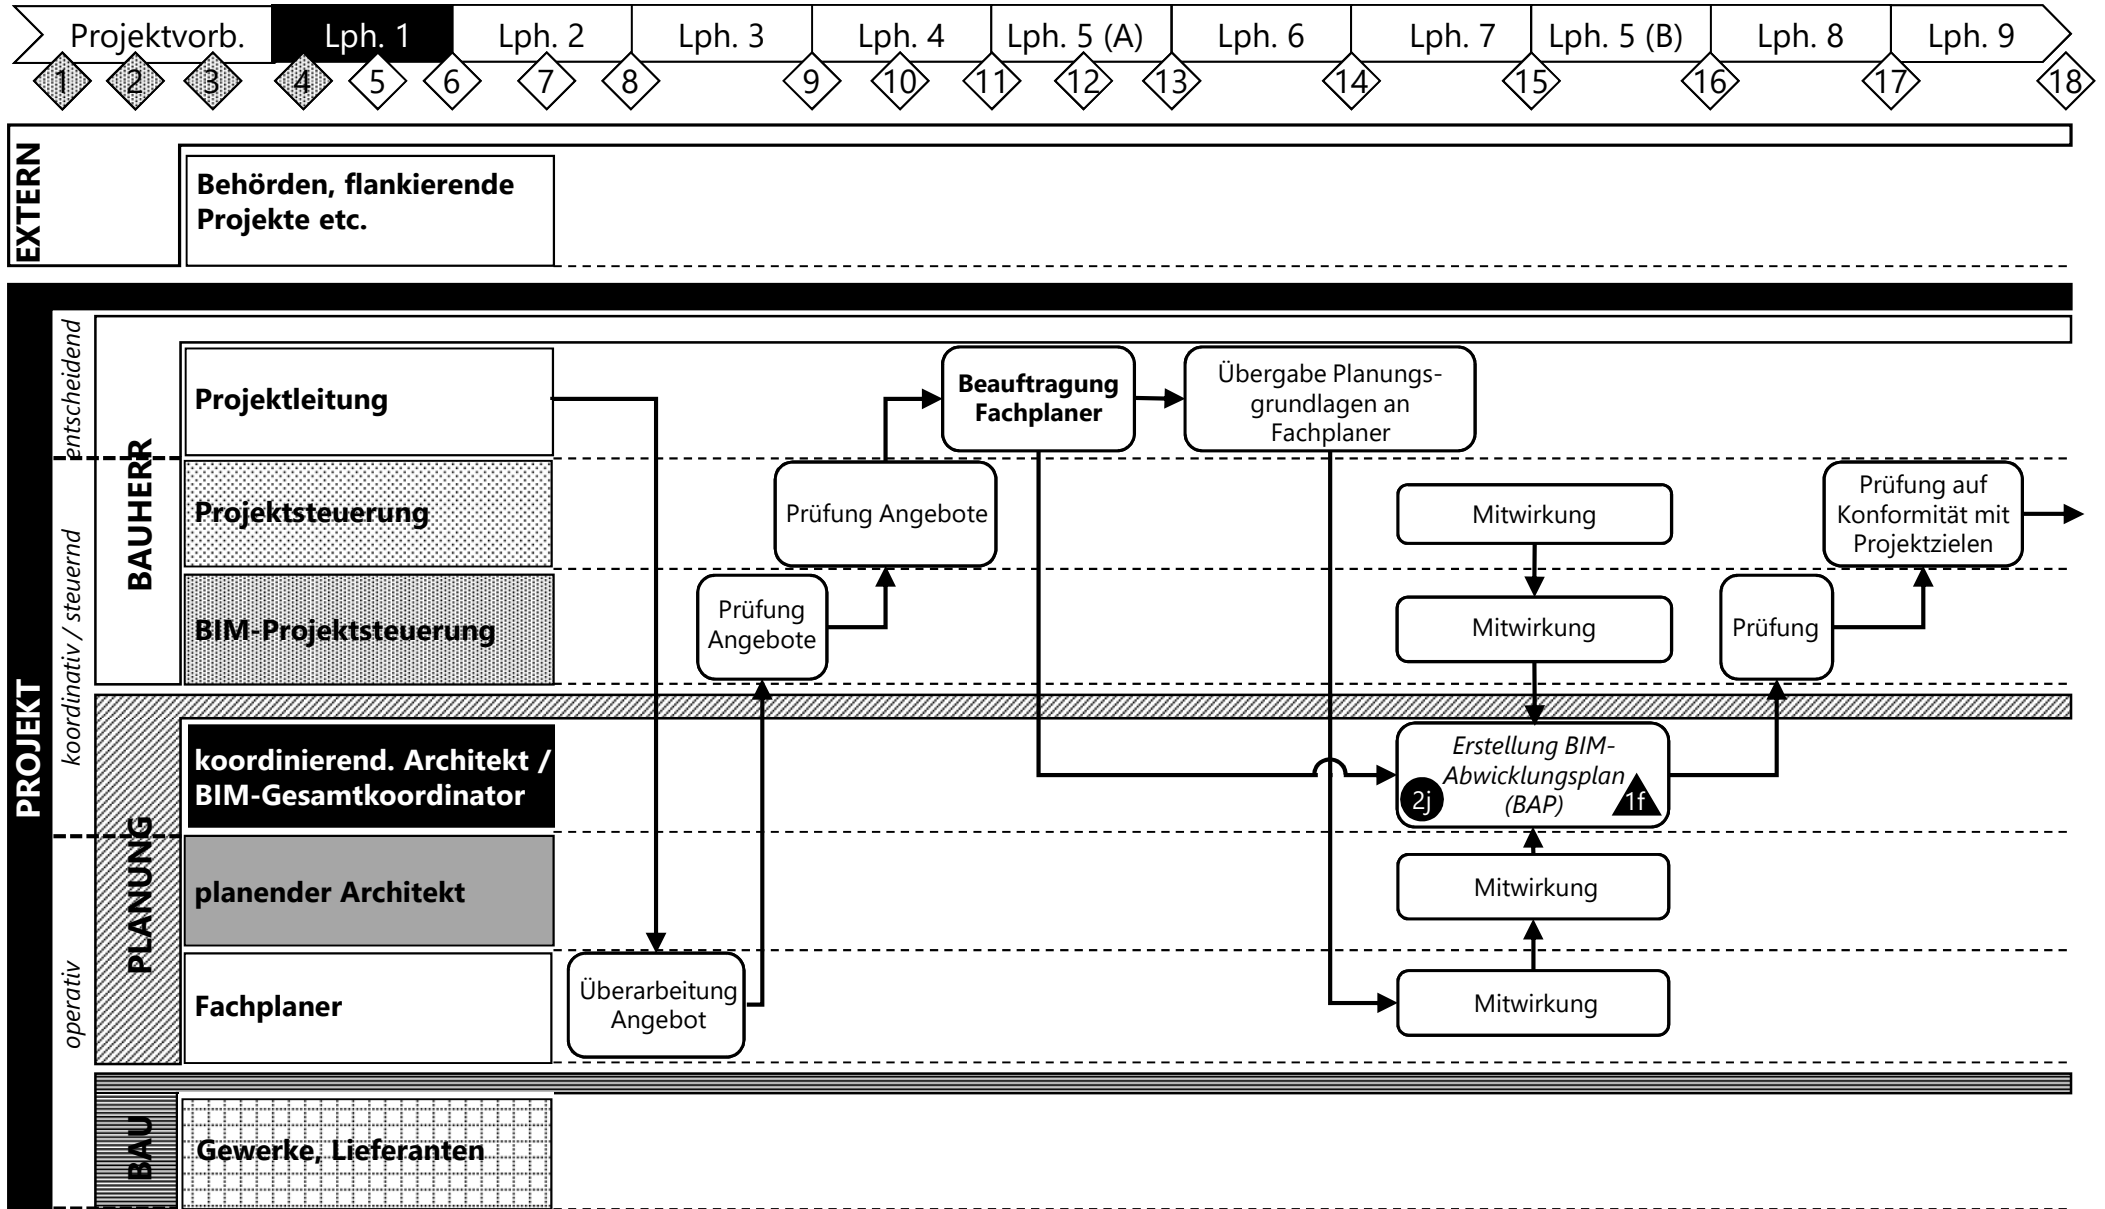 Projektvorb. Lph. 1 Lph. 2 Lph. 3 Lph. 4 Lph. 5 (A) Lph. 6 Lph. 7 Lph. 5 (B) Lph. 8 Lph. 9
1 2 3 4 5 6 7 8 9 10 11 12 13 14 15 16 17 18
EXTERN
Behörden, flankierende
Projekte etc.
PROJEKT
entscheidend
koordinativ / steuernd
operativ
BAUHERR
Projektleitung
Beauftragung
Fachplaner
Übergabe Planungs-
grundlagen an
Fachplaner
Projektsteuerung
Prüfung Angebote
Mitwirkung
Prüfung auf
Konformität mit
Projektzielen
BIM-Projektsteuerung
Prüfung
Angebote
Mitwirkung
Prüfung
PLANUNG
koordinierend. Architekt /
BIM-Gesamtkoordinator
Erstellung BIM-
Abwicklungsplan
(BAP)
2j
1f
planender Architekt
Mitwirkung
Fachplaner
Überarbeitung
Angebot
Mitwirkung
BAU
Gewerke, Lieferanten